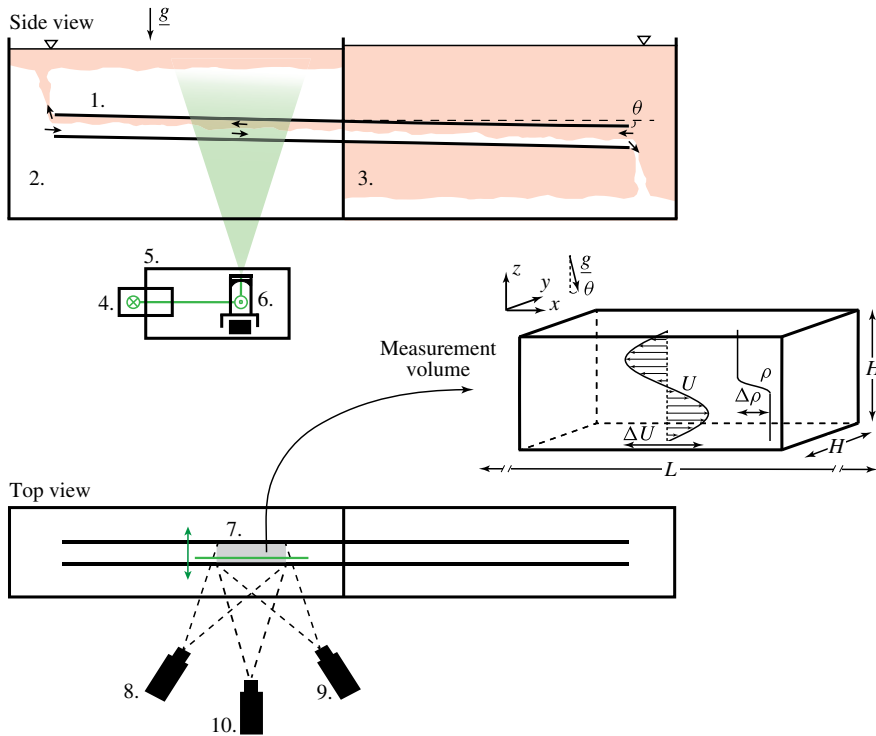 Side view
g
1.
θ
2.
3.
5.
4.
6.
z
y
x
g
θ
Measurement
volume
U
ρ
Δρ
ΔU
H
H
L
Top view
7.
8.
9.
10.